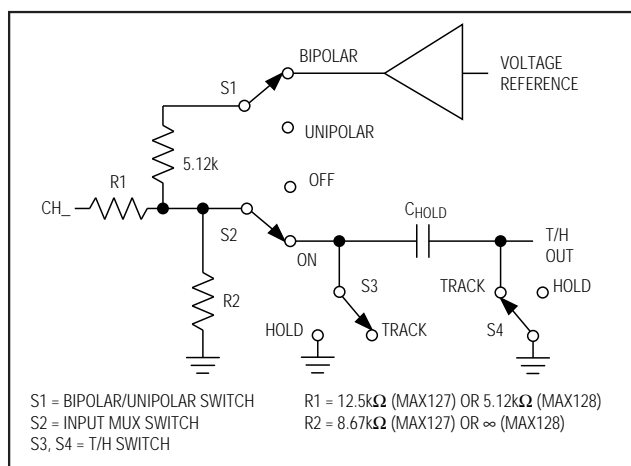 BIPOLAR
VOLTAGE
REFERENCE
S1
UNIPOLAR
5.12k
R1
OFF
CH_
S2
CHOLD
T/H
OUT
ON
S3
TRACK
HOLD
R2
HOLD
TRACK
S4
S1 = BIPOLAR/UNIPOLAR SWITCH
S2 = INPUT MUX SWITCH
S3, S4 = T/H SWITCH
R1 = 12.5kΩ (MAX127) OR 5.12kΩ (MAX128)
R2 = 8.67kΩ (MAX127) OR ∞ (MAX128)